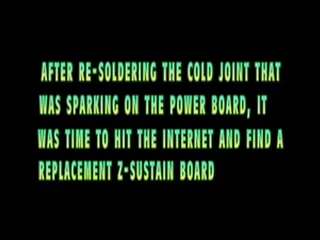 AFTER RE-SOLDERING THE COLD JOINT THAT
WAS SPARKING ON THE POWER BOARD, IT
WAS TIME TO HIT THE INTERNET AND FIND A
REPLACEMENT Z-SUSTAIN BOARD